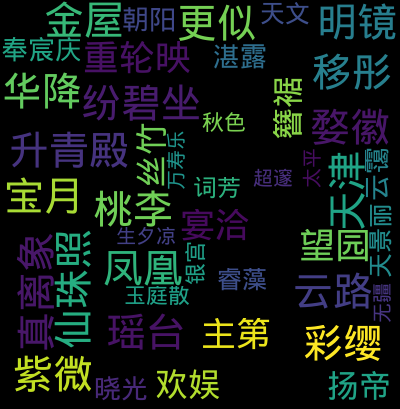 金屋
朝阳
更似
天文
明镜
奉宸庆
重轮映
湛露
移彤
华降
纷碧坐
秋色
簪裾
婺徽
升青殿
丝竹
万寿乐
太平
天津
云霭
宝月
桃李
词芳
超邃
宴洽
生夕凉
望园
天景雨
真离象
仙珠照
凤凰
银宫
玉庭散
睿藻
云路
无疆
瑶台
主第
彩缨
紫微
晓光
欢娱
扬帝